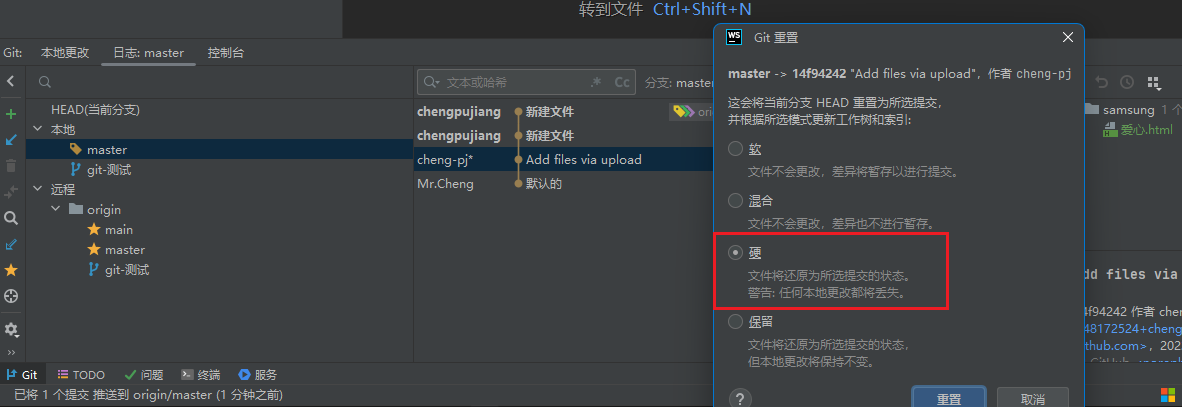 转到文件 Ctrl+Shift+N
Git: 本地更改 日志: master 控制台
文本或哈希 .* Cc 分支: master
HEAD(当前分支)
本地
master
git-测试
远程
origin
main
master
git-测试
chengpujiang 新建文件
chengpujiang 新建文件
cheng-pj* Add files via upload
Mr.Cheng 默认的
WS Git 重置
master -> 14f94242 "Add files via upload"，作者 cheng-pj
这会将当前分支 HEAD 重置为所选提交，
并根据所选模式更新工作树和索引:
软
文件不会更改，差异将暂存以进行提交。
混合
文件不会更改，差异也不进行暂存。
硬
文件将还原为所选提交的状态。
警告: 任何本地更改都将丢失。
保留
文件将还原为所选提交的状态，
但本地更改将保持不变。
? 重置 取消
samsung 1
爱心.html
dd files via
4f94242 作者 cher
48172524+cheng
github.com>，202
Git TODO 问题 终端 服务
已将 1 个提交 推送到 origin/master (1 分钟之前)